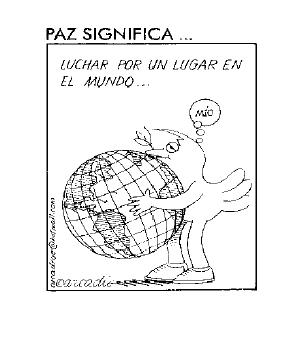 PAZ SIGNIFICA ...
LUCHAR POR UN LUGAR EN
EL MUNDO...
MÍO
©arcadio